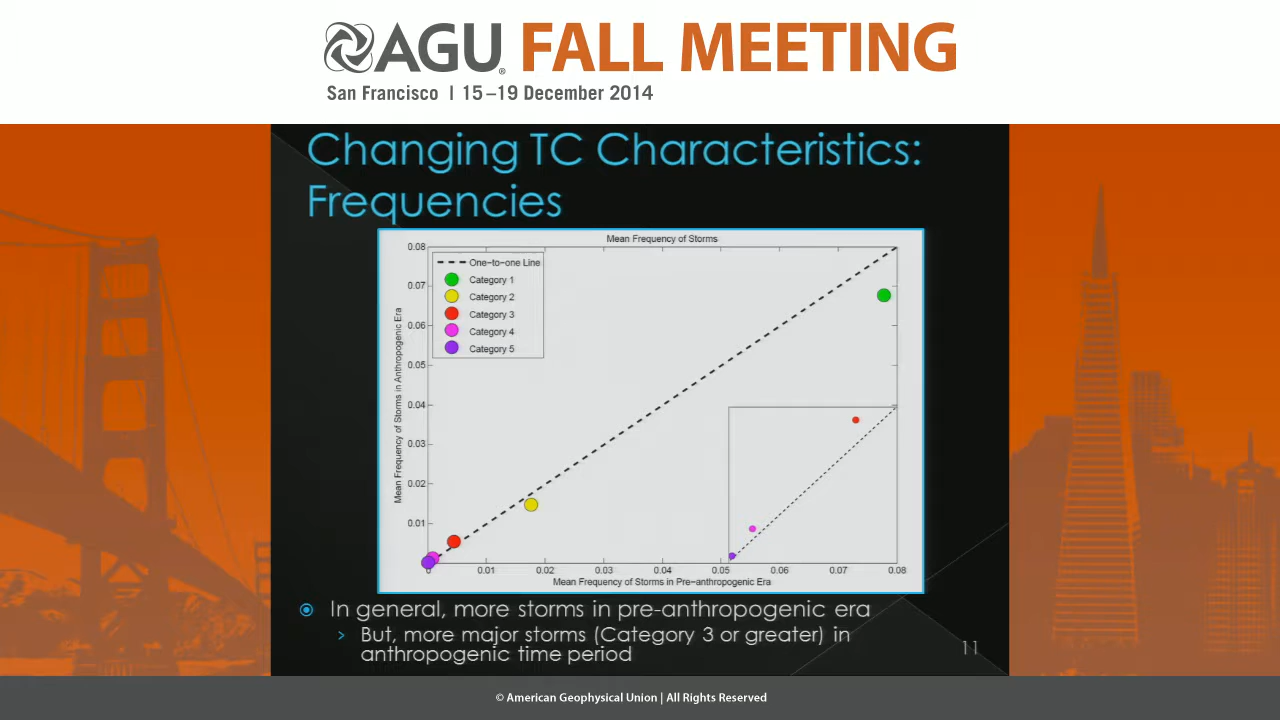 AGU FALL MEETING
San Francisco | 15–19 December 2014
Changing TC Characteristics:
Frequencies
Mean Frequency of Storms
One-to-one Line
Category 1
Category 2
Category 3
Category 4
Category 5
Mean Frequency of Storms in Anthropogenic Era
0.08
0.07
0.06
0.05
0.04
0.03
0.02
0.01
0 0.01 0.02 0.03 0.04 0.05 0.06 0.07 0.08
Mean Frequency of Storms in Pre-anthropogenic Era
In general, more storms in pre-anthropogenic era
But, more major storms (Category 3 or greater) in
anthropogenic time period
11
© American Geophysical Union | All Rights Reserved